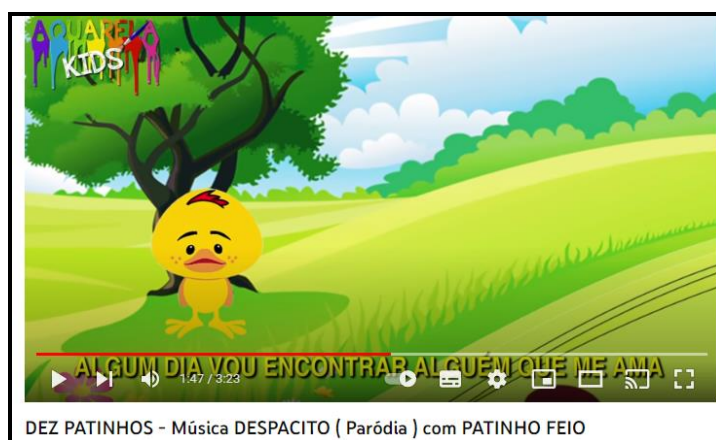 AQUARELA
KIDS
ALGUM DIA VOU ENCONTRAR ALGUÉM QUE ME AMA
1:47 / 3:23
DEZ PATINHOS - Música DESPACITO ( Paródia ) com PATINHO FEIO